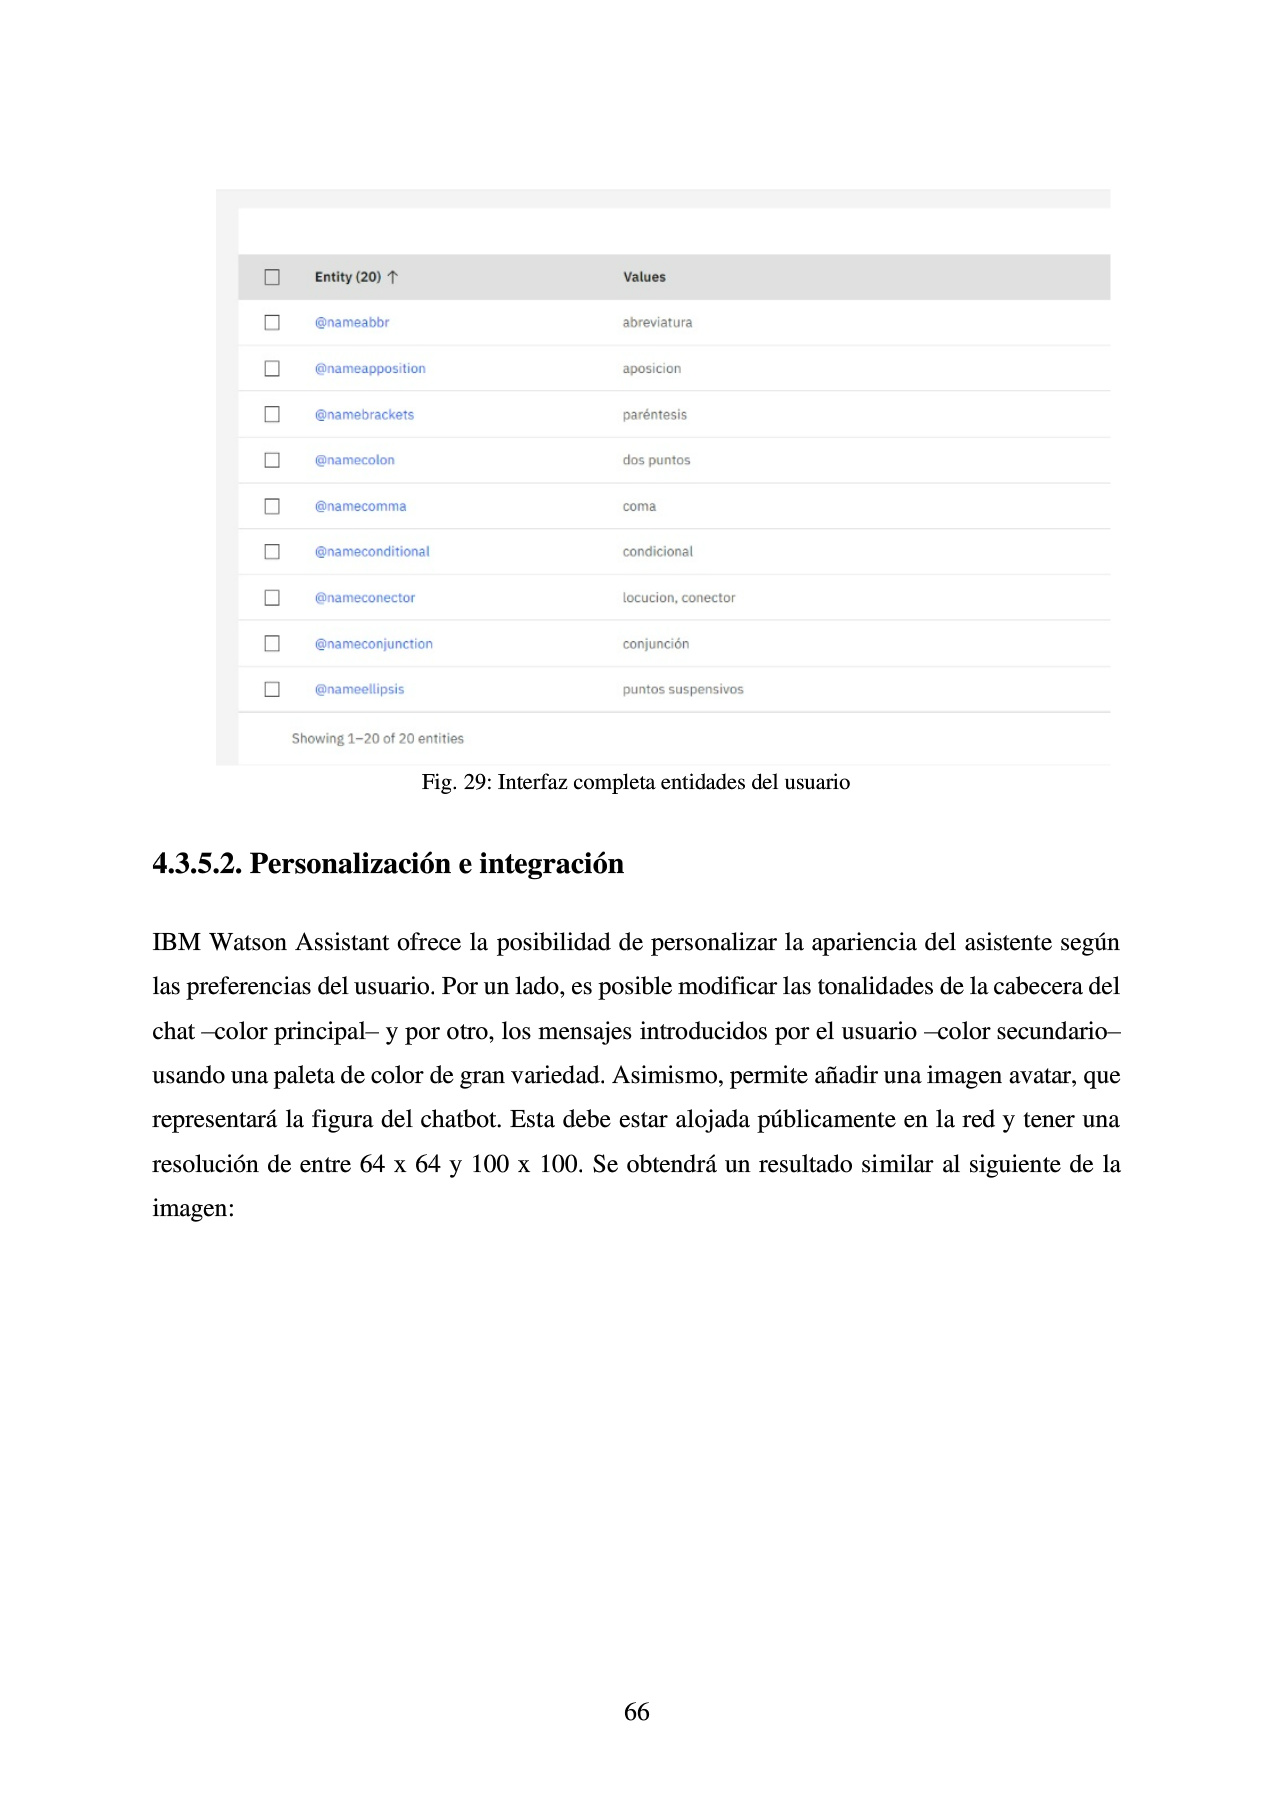 Entity (20) ↑ Values
@nameabbr abreviatura
@nameapposition aposicion
@namebrackets paréntesis
@namecolon dos puntos
@namecomma coma
@nameconditional condicional
@nameconector locucion, conector
@nameconjunction conjunción
@nameellipsis puntos suspensivos
Showing 1–20 of 20 entities
Fig. 29: Interfaz completa entidades del usuario
4.3.5.2. Personalización e integración
IBM Watson Assistant ofrece la posibilidad de personalizar la apariencia del asistente según
las preferencias del usuario. Por un lado, es posible modificar las tonalidades de la cabecera del
chat –color principal– y por otro, los mensajes introducidos por el usuario –color secundario–
usando una paleta de color de gran variedad. Asimismo, permite añadir una imagen avatar, que
representará la figura del chatbot. Esta debe estar alojada públicamente en la red y tener una
resolución de entre 64 x 64 y 100 x 100. Se obtendrá un resultado similar al siguiente de la
imagen:
66